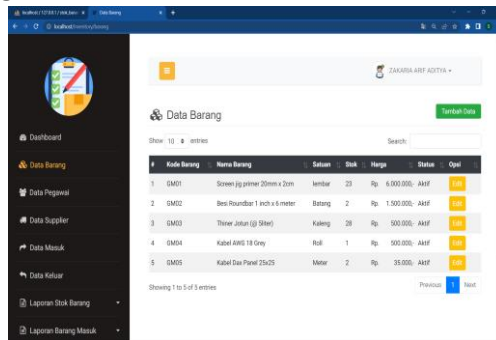 Data Barang
localhost/inventory/barang
ZAKARIA ARIF ADITYA
Data Barang
Tambah Data
Show 10 entries
Search:
# Kode Barang Nama Barang Satuan Stok Harga Status Opsi
1 GM01 Screen jig primer 20mm x 2cm lembar 23 Rp. 6.000.000,- Aktif Edit
2 GM02 Besi Roundbar 1 inch x 6 meter Batang 2 Rp. 1.500.000,- Aktif Edit
3 GM03 Thiner Jotun (@ 5liter) Kaleng 28 Rp. 500.000,- Aktif Edit
4 GM04 Kabel AWG 18 Grey Roll 1 Rp. 500.000,- Aktif Edit
5 GM05 Kabel Das Panel 25x25 Meter 2 Rp. 35.000,- Aktif Edit
Showing 1 to 5 of 5 entries
Previous 1 Next
Dashboard
Data Barang
Data Pegawai
Data Supplier
Data Masuk
Data Keluar
Laporan Stok Barang
Laporan Barang Masuk